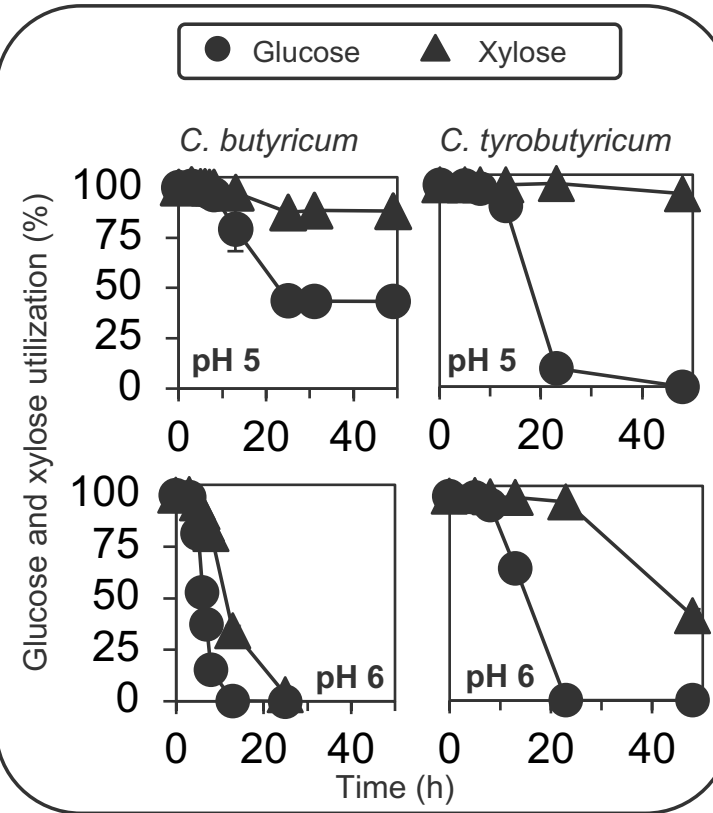 Glucose Xylose
C. butyricum C. tyrobutyricum
Glucose and xylose utilization (%)
100
75
50
25
0
pH 5
pH 5
0 20 40
0 20 40
100
75
50
25
0
pH 6
pH 6
0 20 40
0 20 40
Time (h)